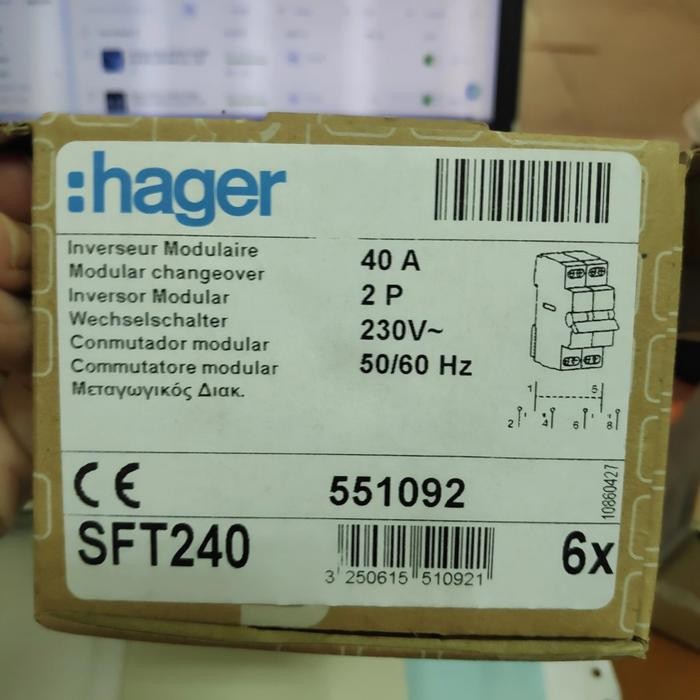 :hager
Inverseur Modulaire
Modular changeover
Inversor Modular
Wechselschalter
Conmutador modular
Commutatore modular
Μεταγωγικός Διακ.
40 A
2 P
230V~
50/60 Hz
1 5
2 4 6 8
10860427
CE
551092
SFT240
3 250615 510921
6x